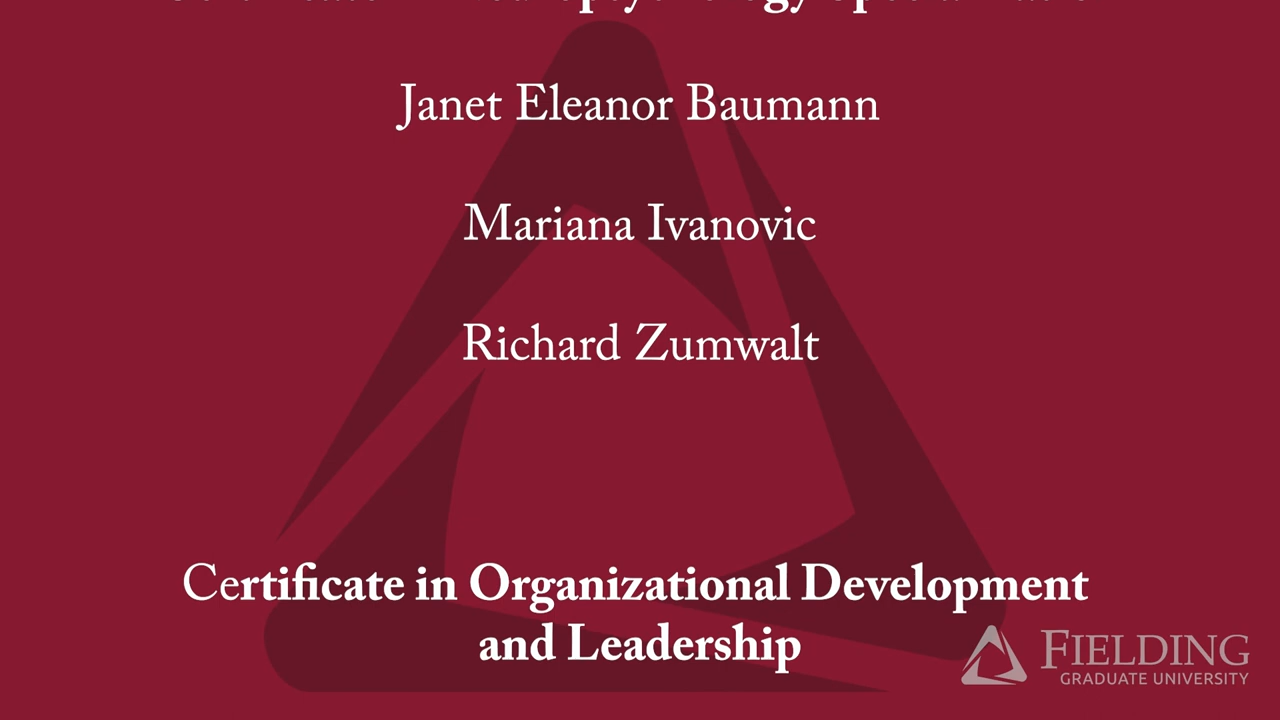 Janet Eleanor Baumann
Mariana Ivanovic
Richard Zumwalt
Certificate in Organizational Development
and Leadership
FIELDING
GRADUATE UNIVERSITY